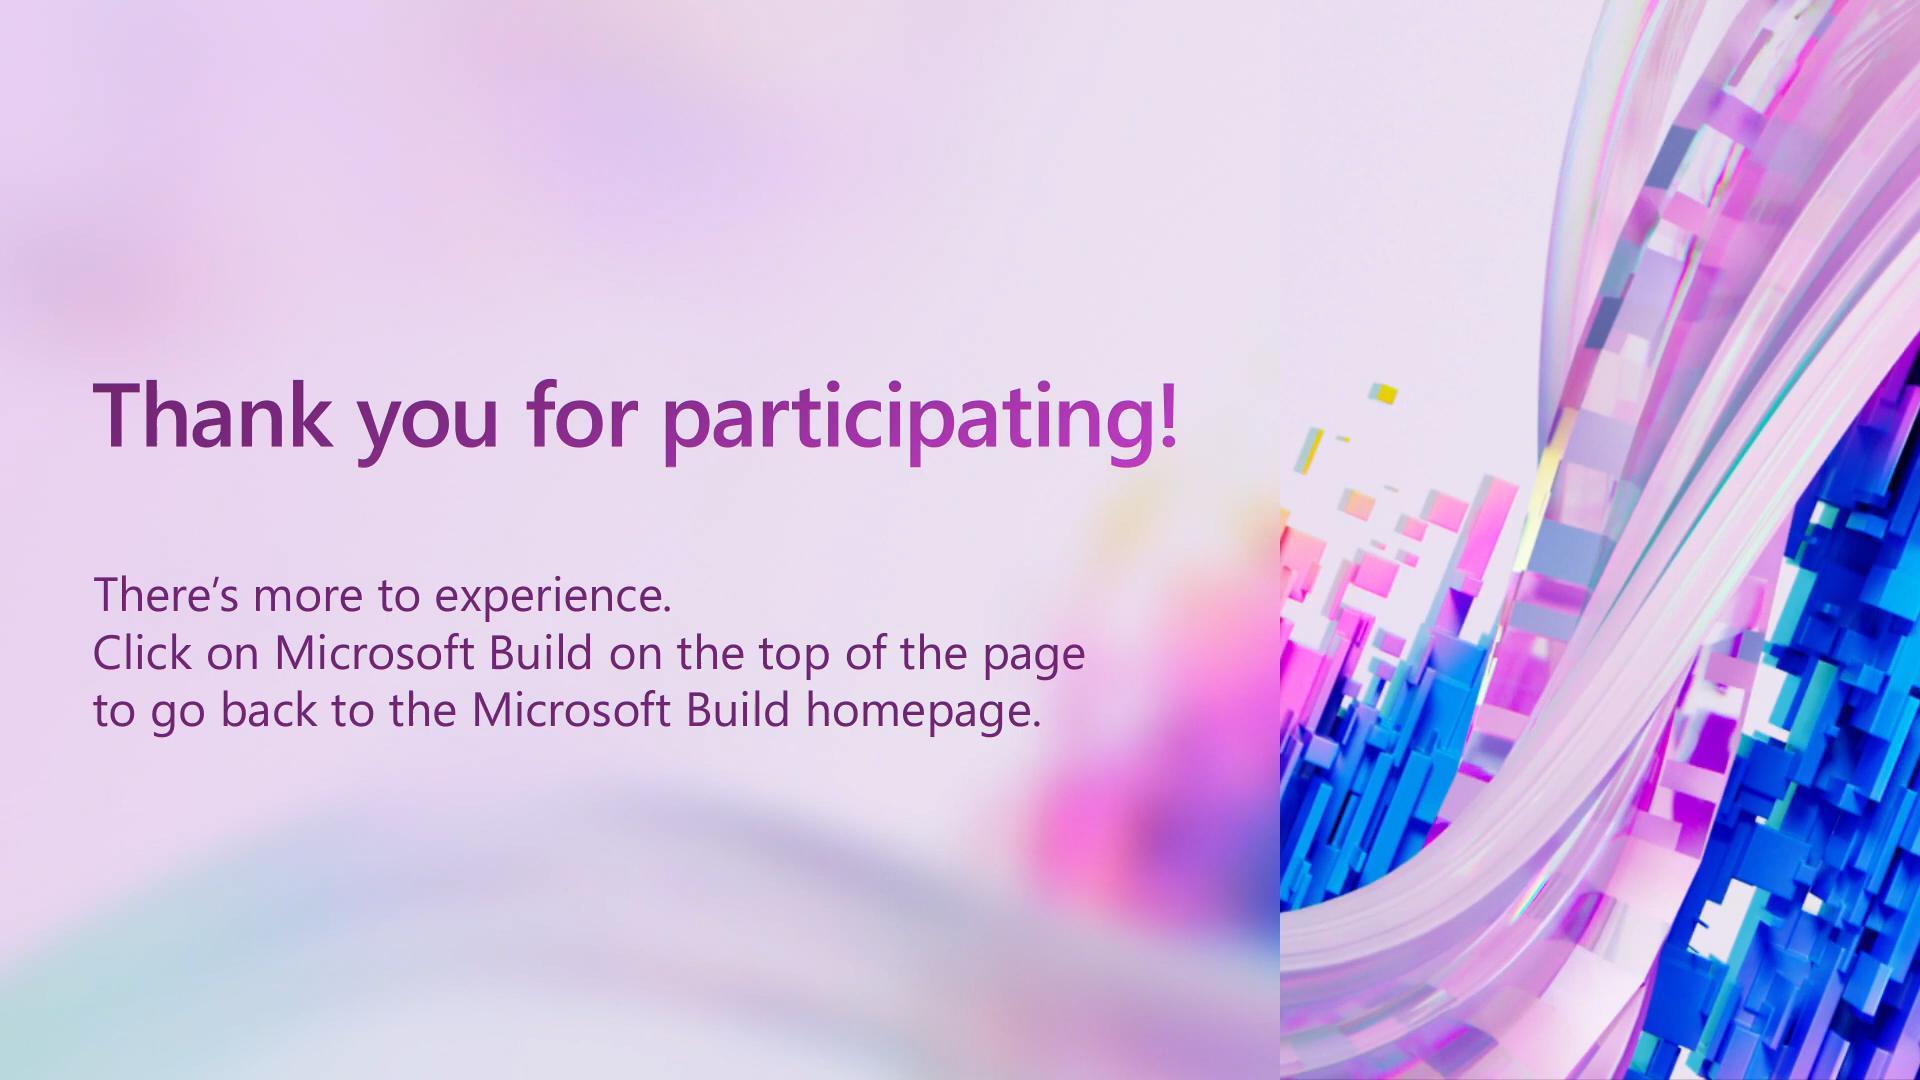 Thank you for participating!
There’s more to experience.
Click on Microsoft Build on the top of the page
to go back to the Microsoft Build homepage.